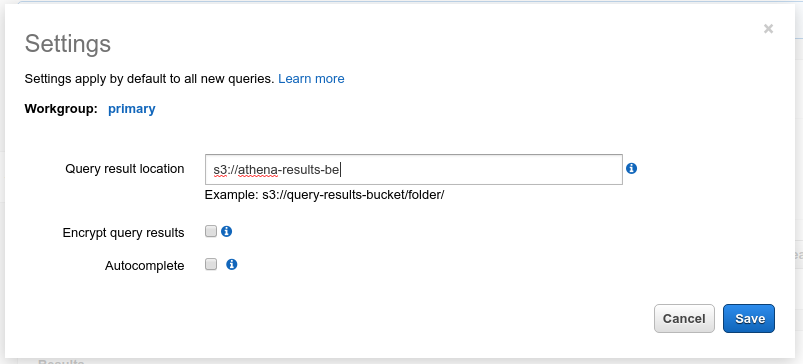 Settings
Settings apply by default to all new queries. Learn more
Workgroup: primary
Query result location s3://athena-results-be
Example: s3://query-results-bucket/folder/
Encrypt query results
Autocomplete
Cancel Save